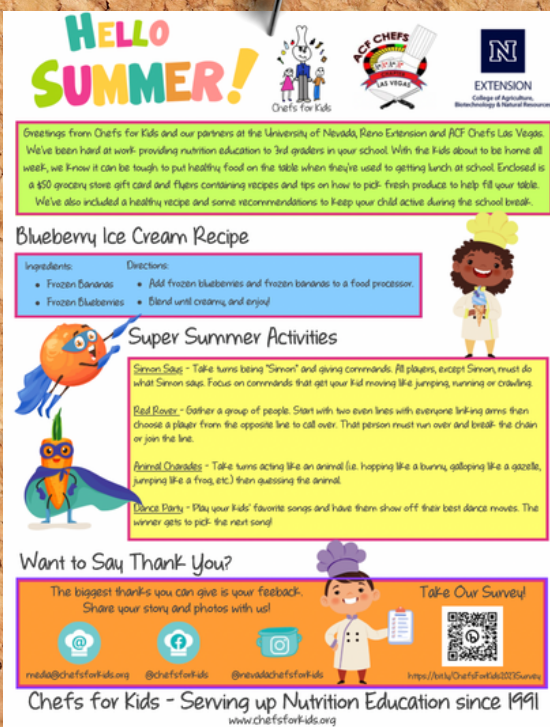 HELLO
SUMMER!
Chefs for Kids
ACF CHEFS
LAS VEGAS
N
EXTENSION
College of Agriculture,
Biotechnology & Natural Resources
Greetings from Chefs for Kids and our partners at the University of Nevada, Reno Extension and ACF Chefs Las Vegas.
We've been hard at work providing nutrition education to 3rd graders in your school. With the kids about to be home all
week, we know it can be tough to put healthy food on the table when they're used to getting lunch at school. Enclosed is
a $50 grocery store gift card and flyers containing recipes and tips on how to pick fresh produce to help fill your table.
We've also included a healthy recipe and some recommendations to keep your child active during the school break.
Blueberry Ice Cream Recipe
Ingredients:
• Frozen Bananas
• Frozen Blueberries
Directions:
• Add frozen blueberries and frozen bananas to a food processor.
• Blend until creamy, and enjoy!
Super Summer Activities
Simon Says - Take turns being "Simon" and giving commands. All players, except Simon, must do
what Simon says. Focus on commands that get your kid moving like jumping, running or crawling.
Red Rover - Gather a group of people. Start with two even lines with everyone linking arms then
choose a player from the opposite line to call over. That person must run over and break the chain
or join the line.
Animal Charades - Take turns acting like an animal (i.e. hopping like a bunny, galloping like a gazelle,
jumping like a frog, etc.) then guessing the animal.
Dance Party - Play your kids' favorite songs and have them show off their best dance moves. The
winner gets to pick the next song!
Want to Say Thank You?
The biggest thanks you can give is your feeback.
Share your story and photos with us!
media@chefsforkids.org
@chefsforkids
@nevadachefsforkids
Take Our Survey!
https://bit.ly/ChefsForKids2023Survey
Chefs for Kids - Serving up Nutrition Education since 1991
www.chefsforkids.org